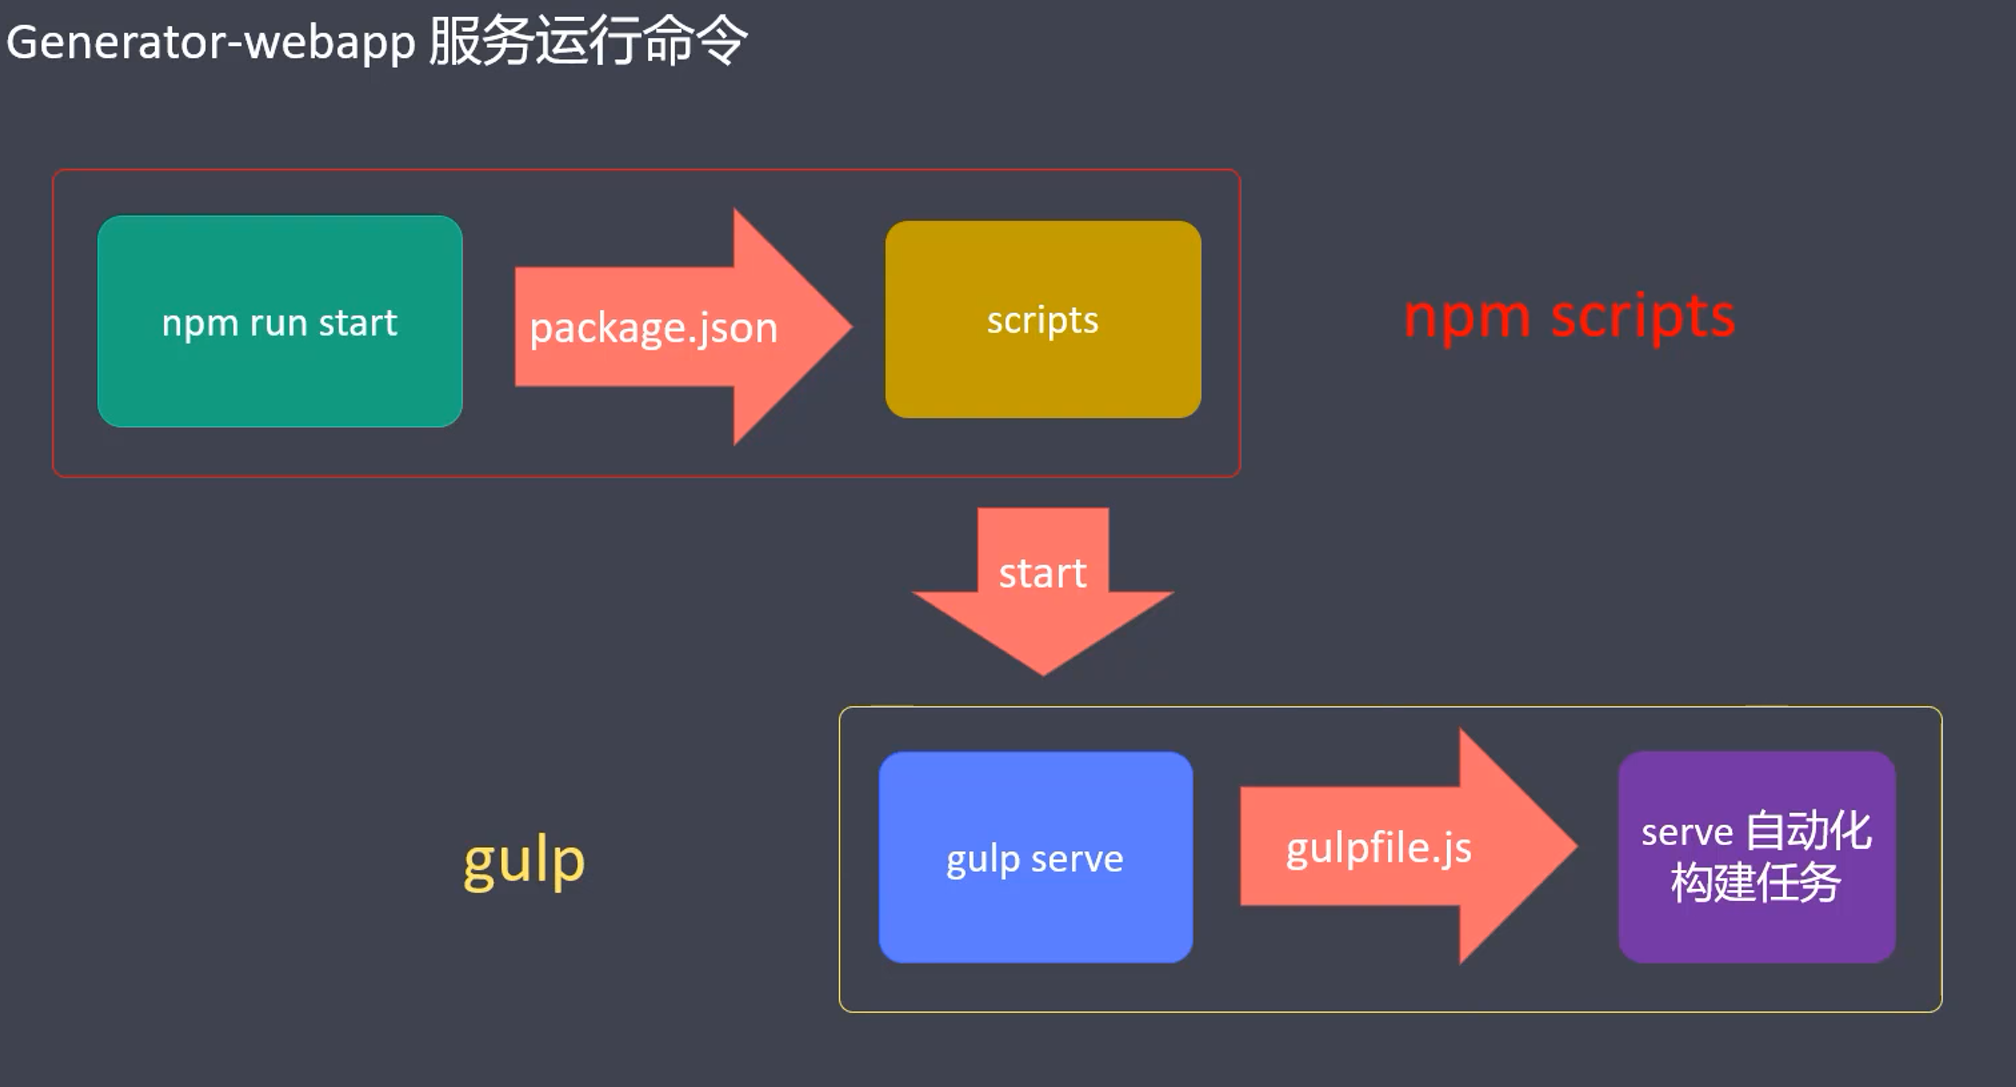 Generator-webapp 服务运行命令
npm run start
package.json
scripts
npm scripts
start
gulp
gulp serve
gulpfile.js
serve 自动化
构建任务